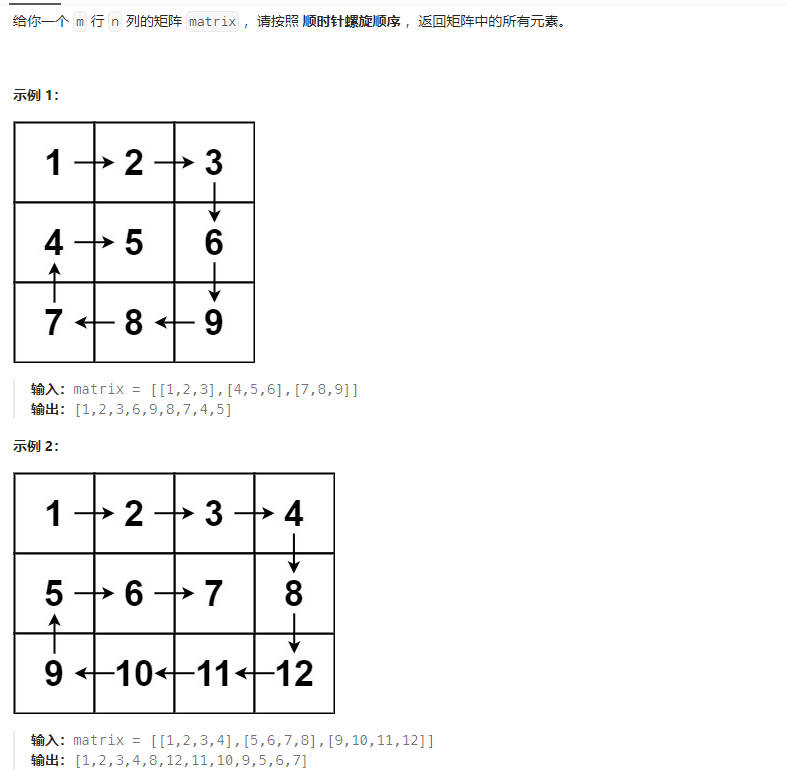 给你一个 m 行 n 列的矩阵 matrix ，请按照 顺时针螺旋顺序 ，返回矩阵中的所有元素。
示例 1：
1 2 3
4 5 6
7 8 9
输入：matrix = [[1,2,3],[4,5,6],[7,8,9]]
输出：[1,2,3,6,9,8,7,4,5]
示例 2：
1 2 3 4
5 6 7 8
9 10 11 12
输入：matrix = [[1,2,3,4],[5,6,7,8],[9,10,11,12]]
输出：[1,2,3,4,8,12,11,10,9,5,6,7]